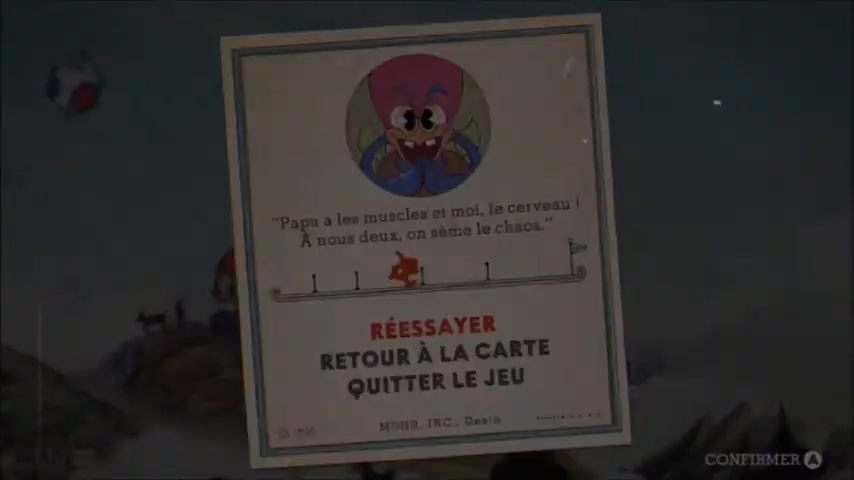 "Papa a les muscles et moi, le cerveau !
À nous deux, on sème le chaos."
RÉESSAYER
RETOUR À LA CARTE
QUITTER LE JEU
MDHR, INC., Death
CONFIRMER A